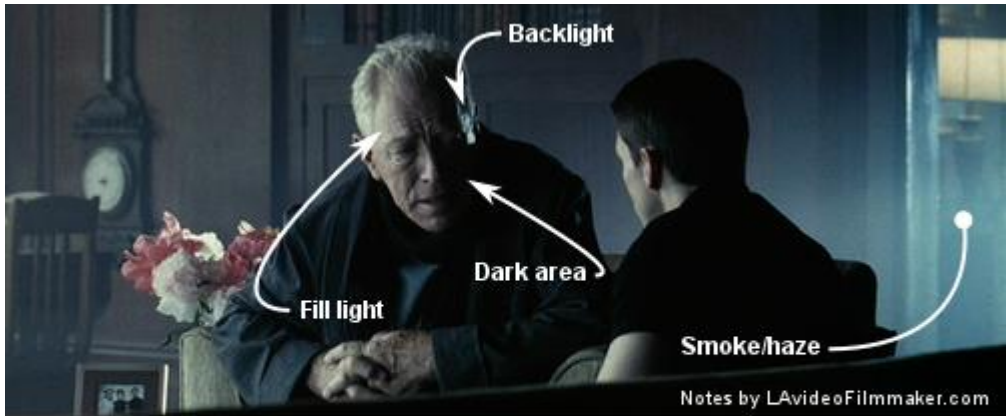 Backlight
Dark area
Fill light
Smoke/haze
Notes by LAvideoFilmmaker.com